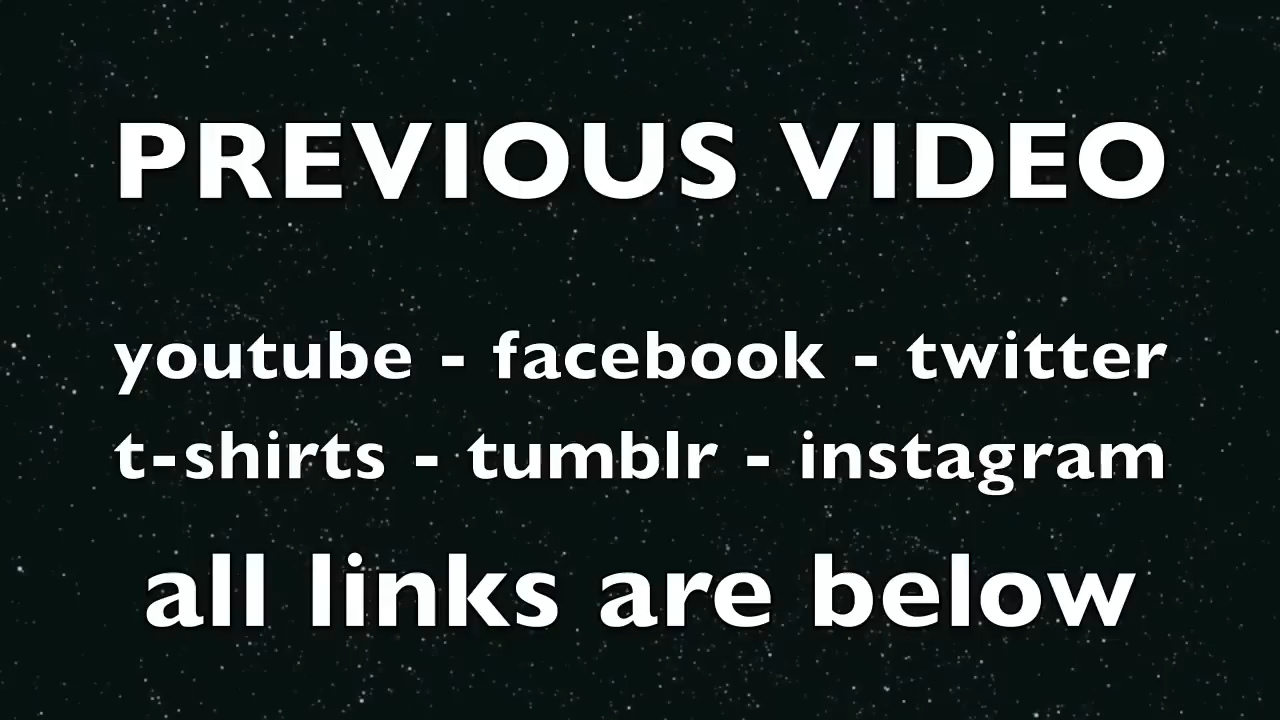 PREVIOUS VIDEO
youtube - facebook - twitter
t-shirts - tumblr - instagram
all links are below